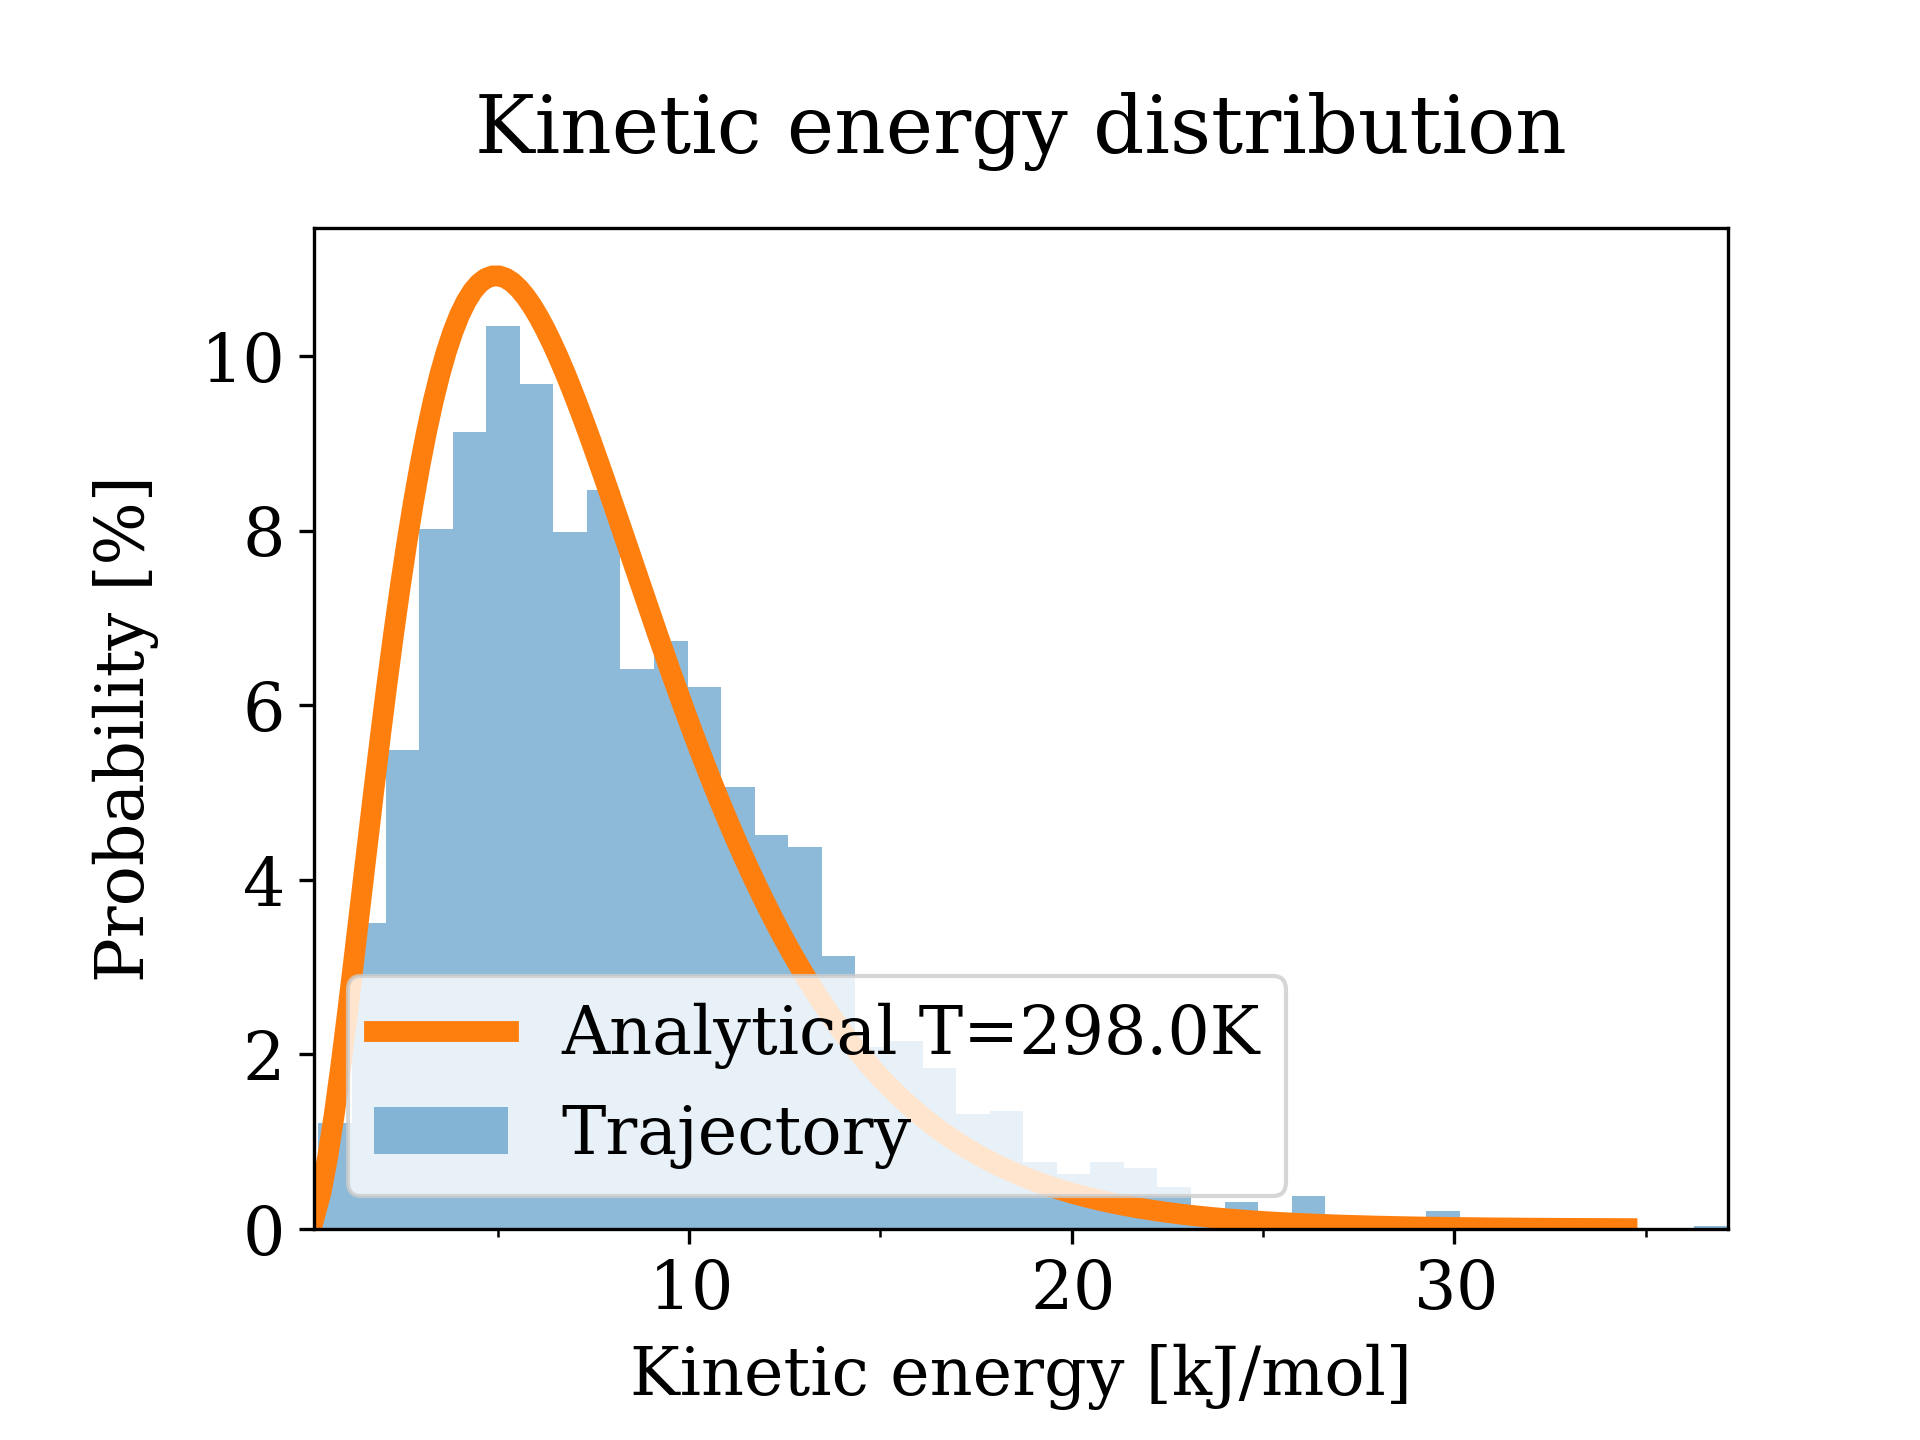 Kinetic energy distribution
Probability [%]
10
8
6
4
2
0
Analytical T=298.0K
Trajectory
10 20 30
Kinetic energy [kJ/mol]